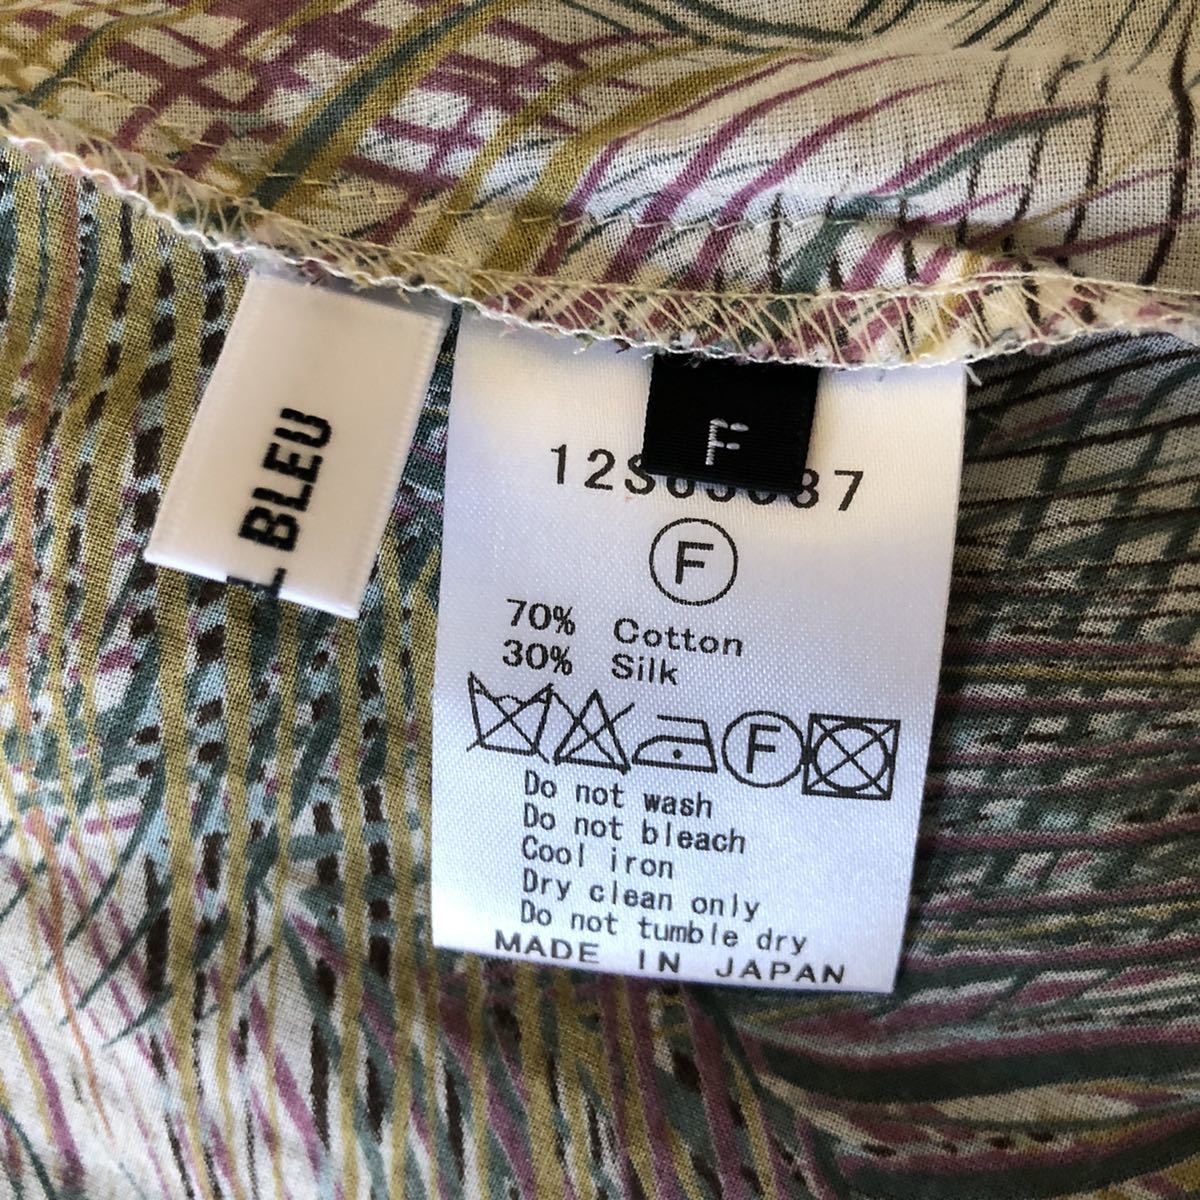 BLEU
F
F
70% Cotton
30% Silk
F
Do not wash
Do not bleach
Cool iron
Dry clean only
Do not tumble dry
MADE IN JAPAN